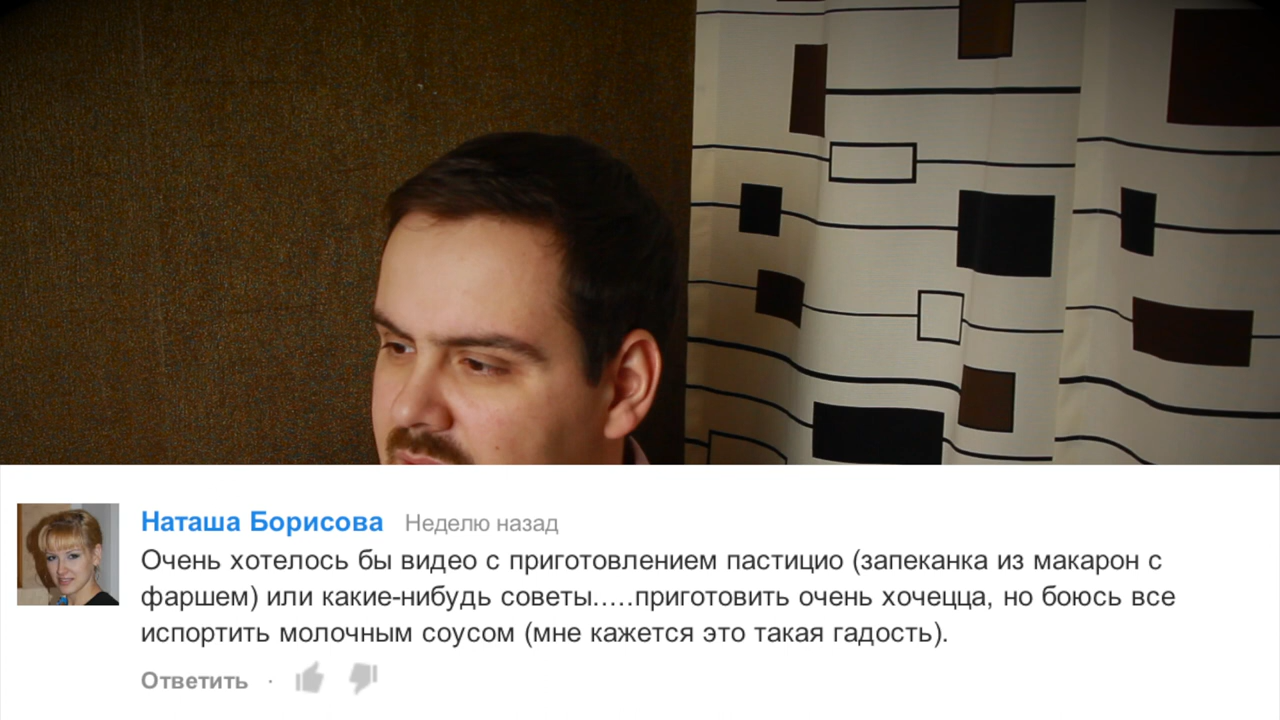 Наташа Борисова Неделю назад
Очень хотелось бы видео с приготовлением пастицио (запеканка из макарон с
фаршем) или какие-нибудь советы.....приготовить очень хочецца, но боюсь все
испортить молочным соусом (мне кажется это такая гадость).
Ответить ·